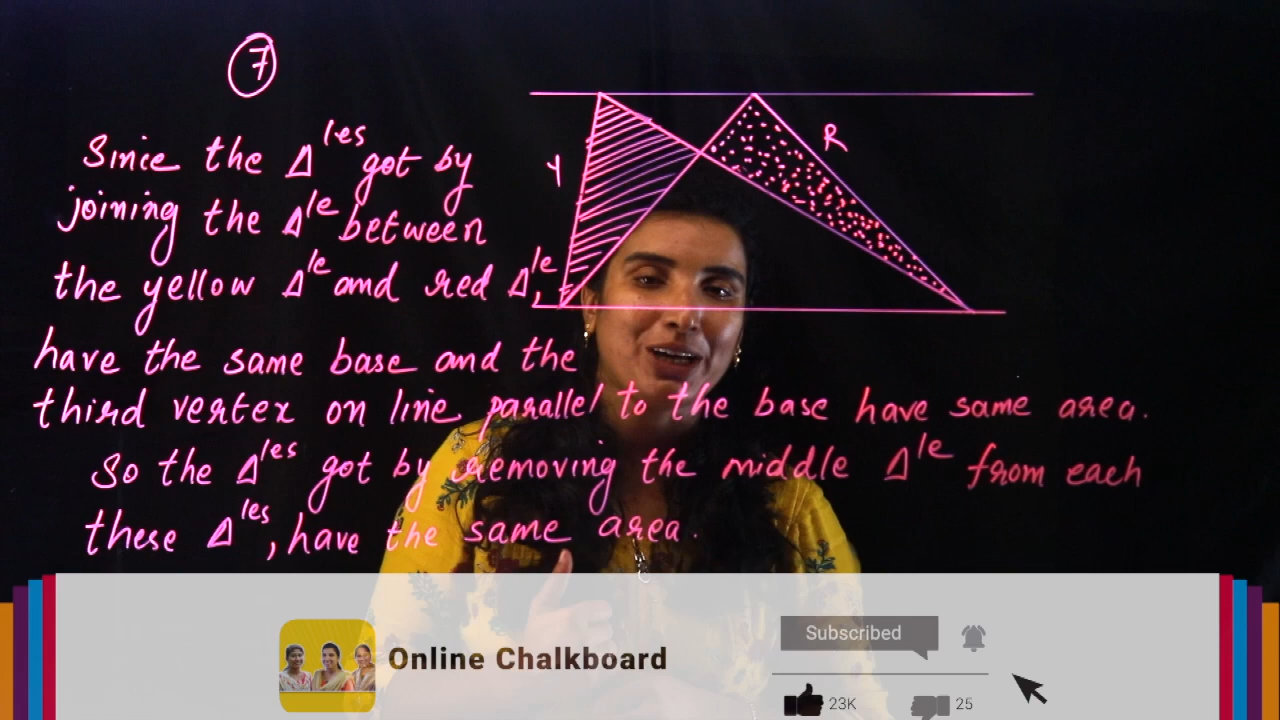 7
Since the Δles got by
joining the Δle between
the yellow Δle and red Δle,
have the same base and the
third vertex on line parallel to the base have same area.
So the Δles got by removing the middle Δle from each
these Δles, have the same area.
Y
R
Online Chalkboard
Subscribed
23K
25